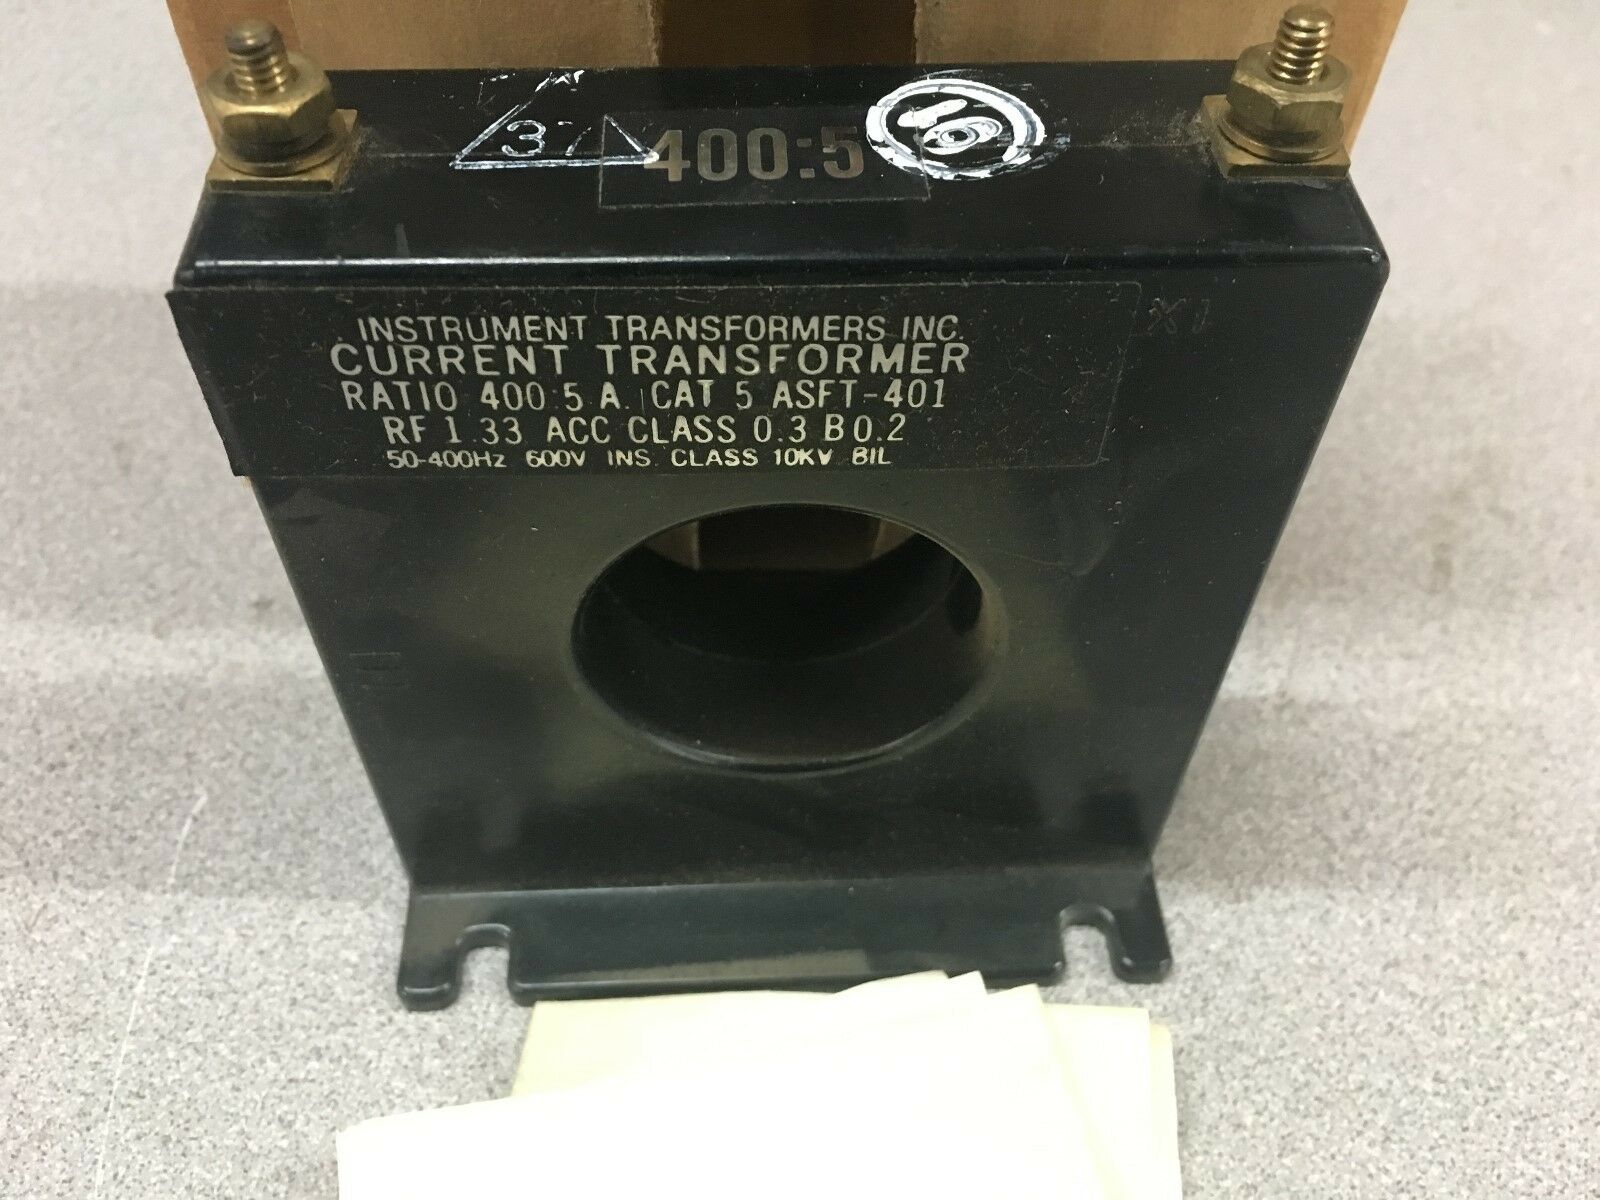 37
400:5
INSTRUMENT TRANSFORMERS INC.
X1
CURRENT TRANSFORMER
RATIO 400:5 A. CAT 5 ASFT-401
RF 1.33 ACC CLASS 0.3 B0.2
50-400Hz 600V INS. CLASS 10KV BIL